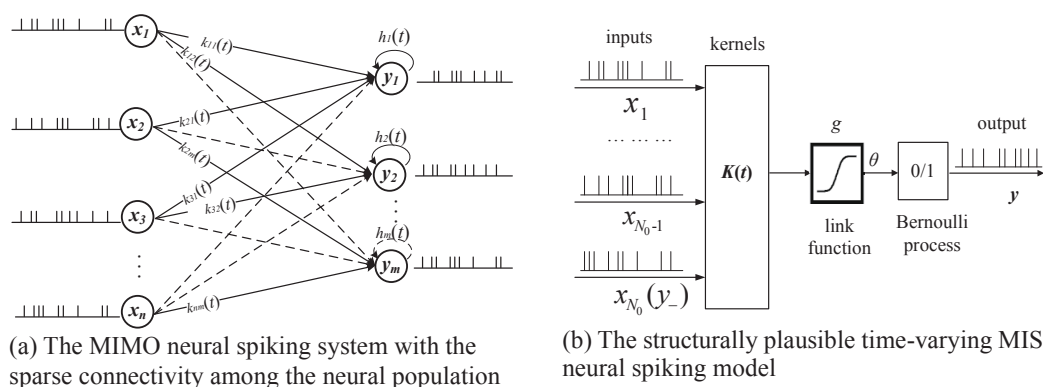 x1
x2
x3
xn
k11(t)
k12(t)
k21(t)
k2m(t)
k31(t)
k32(t)
knm(t)
h1(t)
y1
h2(t)
y2
hm(t)
ym
(a) The MIMO neural spiking system with the
sparse connectivity among the neural population
inputs
kernels
x1
... ... ...
xN0-1
xN0 (y_)
K(t)
g
θ
link
function
0/1
Bernoulli
process
output
y
(b) The structurally plausible time-varying MIS
neural spiking model